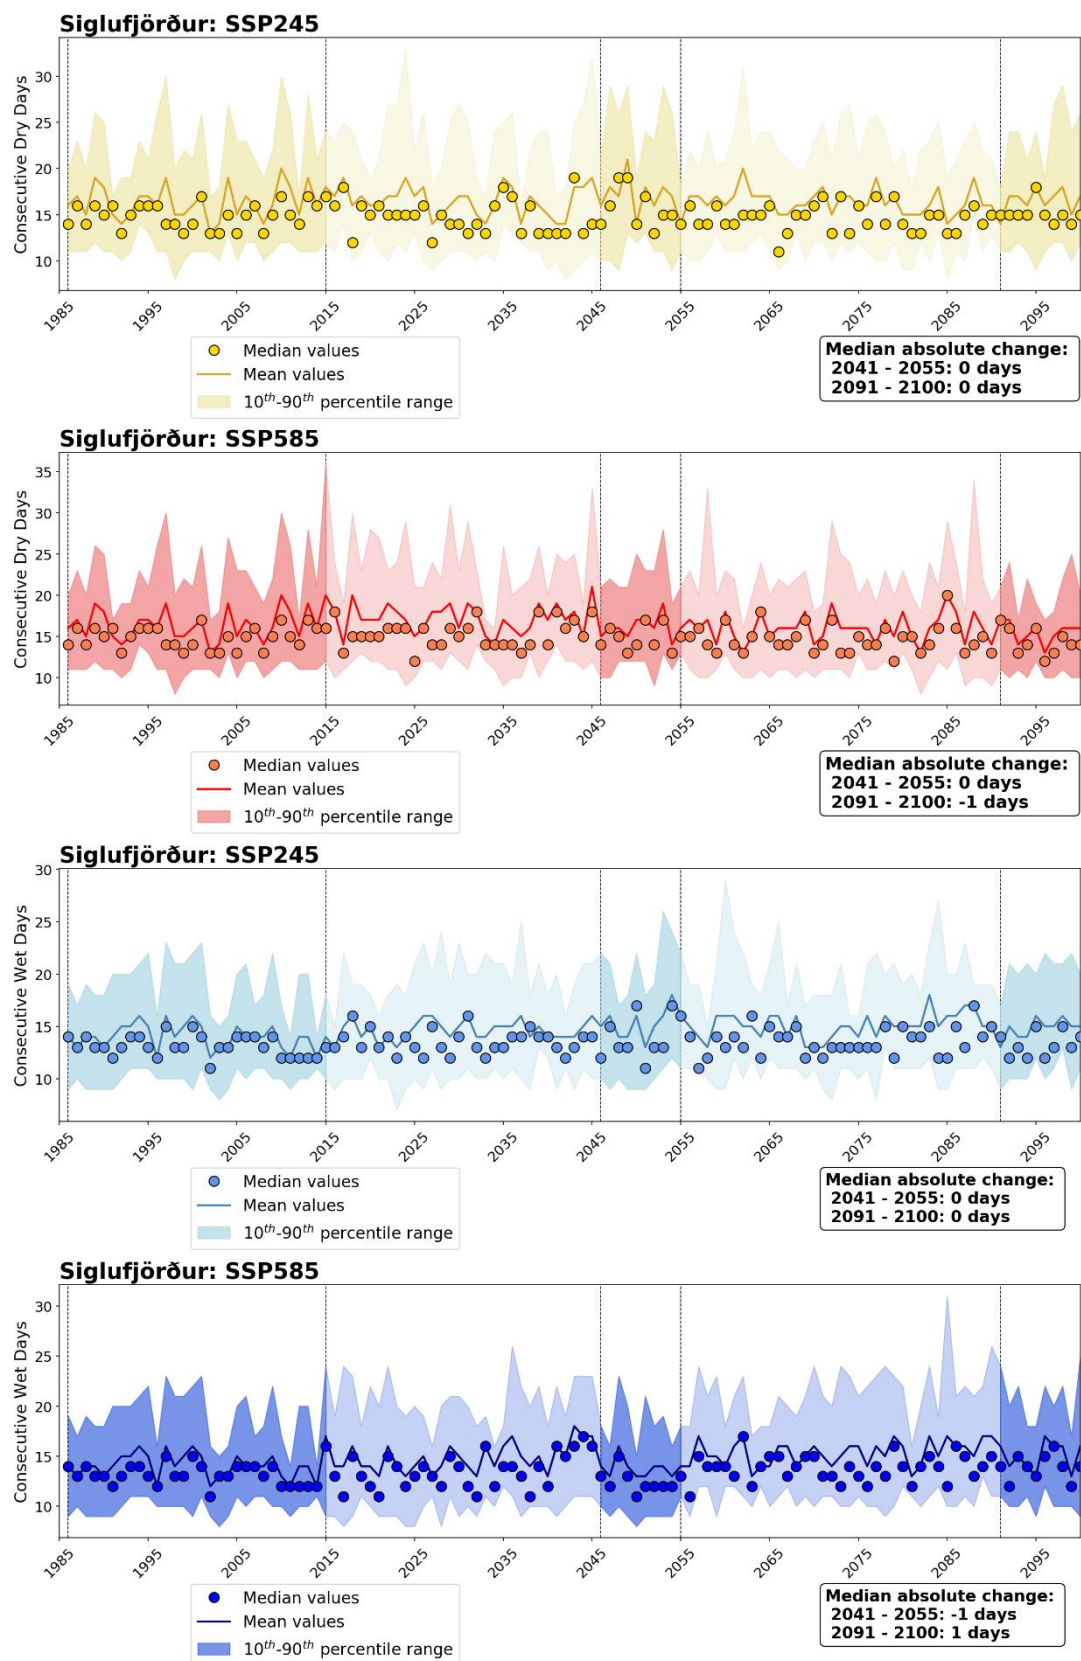 Siglufjörður: SSP245
Consecutive Dry Days
30
25
20
15
10
1985
1995
2005
2015
2025
2035
2045
2055
2065
2075
2085
2095
Median values
Mean values
10th-90th percentile range
Median absolute change:
2041 - 2055: 0 days
2091 - 2100: 0 days
Siglufjörður: SSP585
Consecutive Dry Days
35
30
25
20
15
10
1985
1995
2005
2015
2025
2035
2045
2055
2065
2075
2085
2095
Median values
Mean values
10th-90th percentile range
Median absolute change:
2041 - 2055: 0 days
2091 - 2100: -1 days
Siglufjörður: SSP245
Consecutive Wet Days
30
25
20
15
10
1985
1995
2005
2015
2025
2035
2045
2055
2065
2075
2085
2095
Median values
Mean values
10th-90th percentile range
Median absolute change:
2041 - 2055: 0 days
2091 - 2100: 0 days
Siglufjörður: SSP585
Consecutive Wet Days
30
25
20
15
10
1985
1995
2005
2015
2025
2035
2045
2055
2065
2075
2085
2095
Median values
Mean values
10th-90th percentile range
Median absolute change:
2041 - 2055: -1 days
2091 - 2100: 1 days